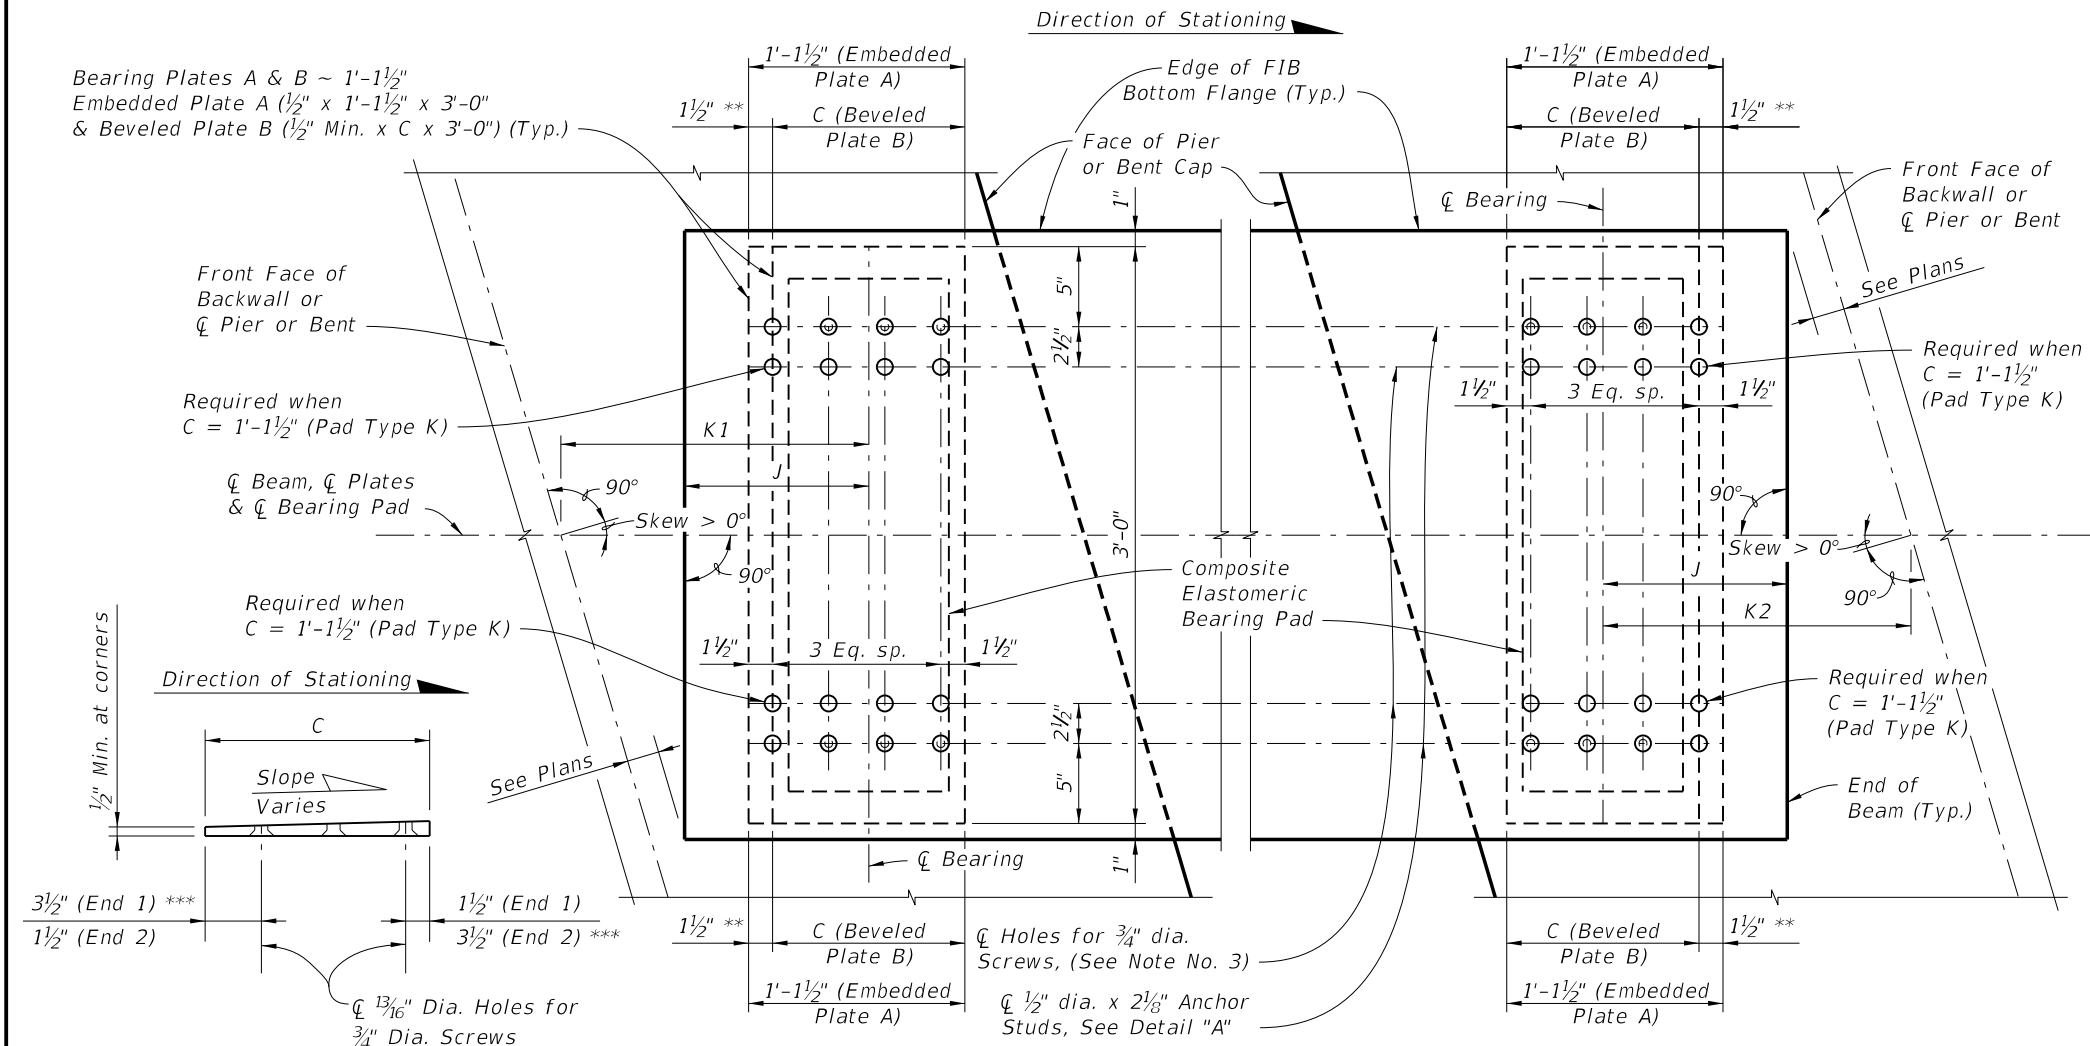 Direction of Stationing
1'-1½" (Embedded
Plate A)
1'-1½" (Embedded
Plate A)
Bearing Plates A & B ~ 1'-1½"
Embedded Plate A (½" x 1'-1½" x 3'-0"
& Beveled Plate B (½" Min. x C x 3'-0") (Typ.)
Edge of FIB
Bottom Flange (Typ.)
1½" **
C (Beveled
Plate B)
C (Beveled
Plate B)
1½" **
Face of Pier
or Bent Cap
Front Face of
Backwall or
℄ Pier or Bent
1"
℄ Bearing
Front Face of
Backwall or
℄ Pier or Bent
5"
See Plans
2½"
Required when
C = 1'-1½" (Pad Type K)
Required when
C = 1'-1½"
(Pad Type K)
1½"
3 Eq. sp.
1½"
K1
J
℄ Beam, ℄ Plates
& ℄ Bearing Pad
90°
Skew > 0°
90°
3'-0"
90°
Skew > 0°
J
90°
K2
Composite
Elastomeric
Bearing Pad
Required when
C = 1'-1½" (Pad Type K)
1½"
3 Eq. sp.
1½"
Required when
C = 1'-1½"
(Pad Type K)
2½"
5"
1"
See Plans
End of
Beam (Typ.)
℄ Bearing
Direction of Stationing
C
½" Min. at corners
Slope
Varies
3½" (End 1) ***
1½" (End 2)
1½" (End 1)
3½" (End 2) ***
℄ 13⁄16" Dia. Holes for
¾" Dia. Screws
1½" **
C (Beveled
Plate B)
1'-1½" (Embedded
Plate A)
℄ Holes for ¾" dia.
Screws, (See Note No. 3)
℄ ½" dia. x 2⅛" Anchor
Studs, See Detail "A"
C (Beveled
Plate B)
1½" **
1'-1½" (Embedded
Plate A)